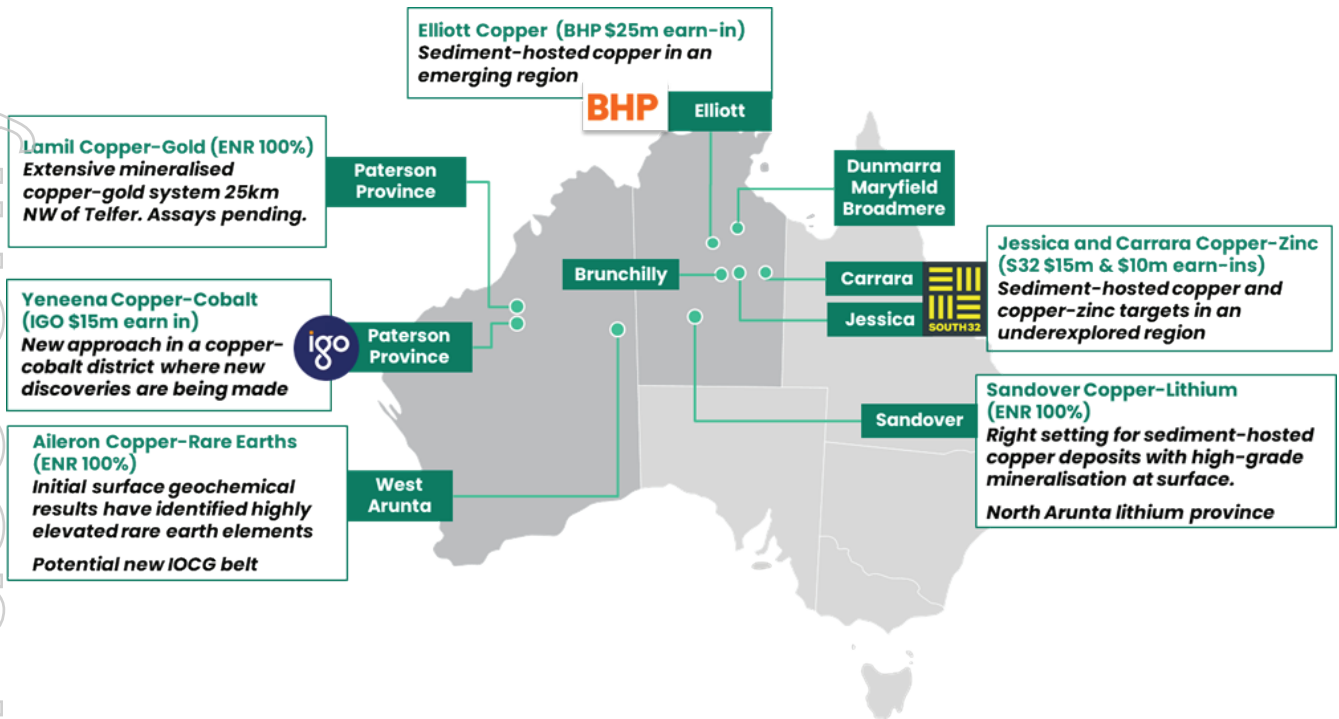 Elliott Copper (BHP $25m earn-in)
Sediment-hosted copper in an
emerging region
BHP
Elliott
Lamil Copper-Gold (ENR 100%)
Extensive mineralised
copper-gold system 25km
NW of Telfer. Assays pending.
Paterson
Province
Dunmarra
Maryfield
Broadmere
Brunchilly
Carrara
Jessica
SOUTH32
Jessica and Carrara Copper-Zinc
(S32 $15m & $10m earn-ins)
Sediment-hosted copper and
copper-zinc targets in an
underexplored region
Yeneena Copper-Cobalt
(IGO $15m earn in)
New approach in a copper-
cobalt district where new
discoveries are being made
igo
Paterson
Province
Sandover
Sandover Copper-Lithium
(ENR 100%)
Right setting for sediment-hosted
copper deposits with high-grade
mineralisation at surface.
North Arunta lithium province
Aileron Copper-Rare Earths
(ENR 100%)
Initial surface geochemical
results have identified highly
elevated rare earth elements
Potential new IOCG belt
West
Arunta